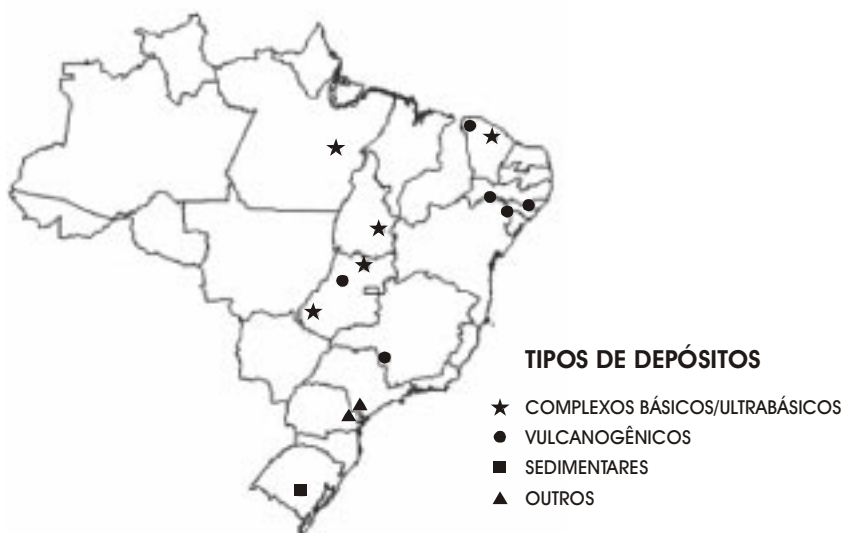 TIPOS DE DEPÓSITOS
COMPLEXOS BÁSICOS/ULTRABÁSICOS
VULCANOGÊNICOS
SEDIMENTARES
OUTROS